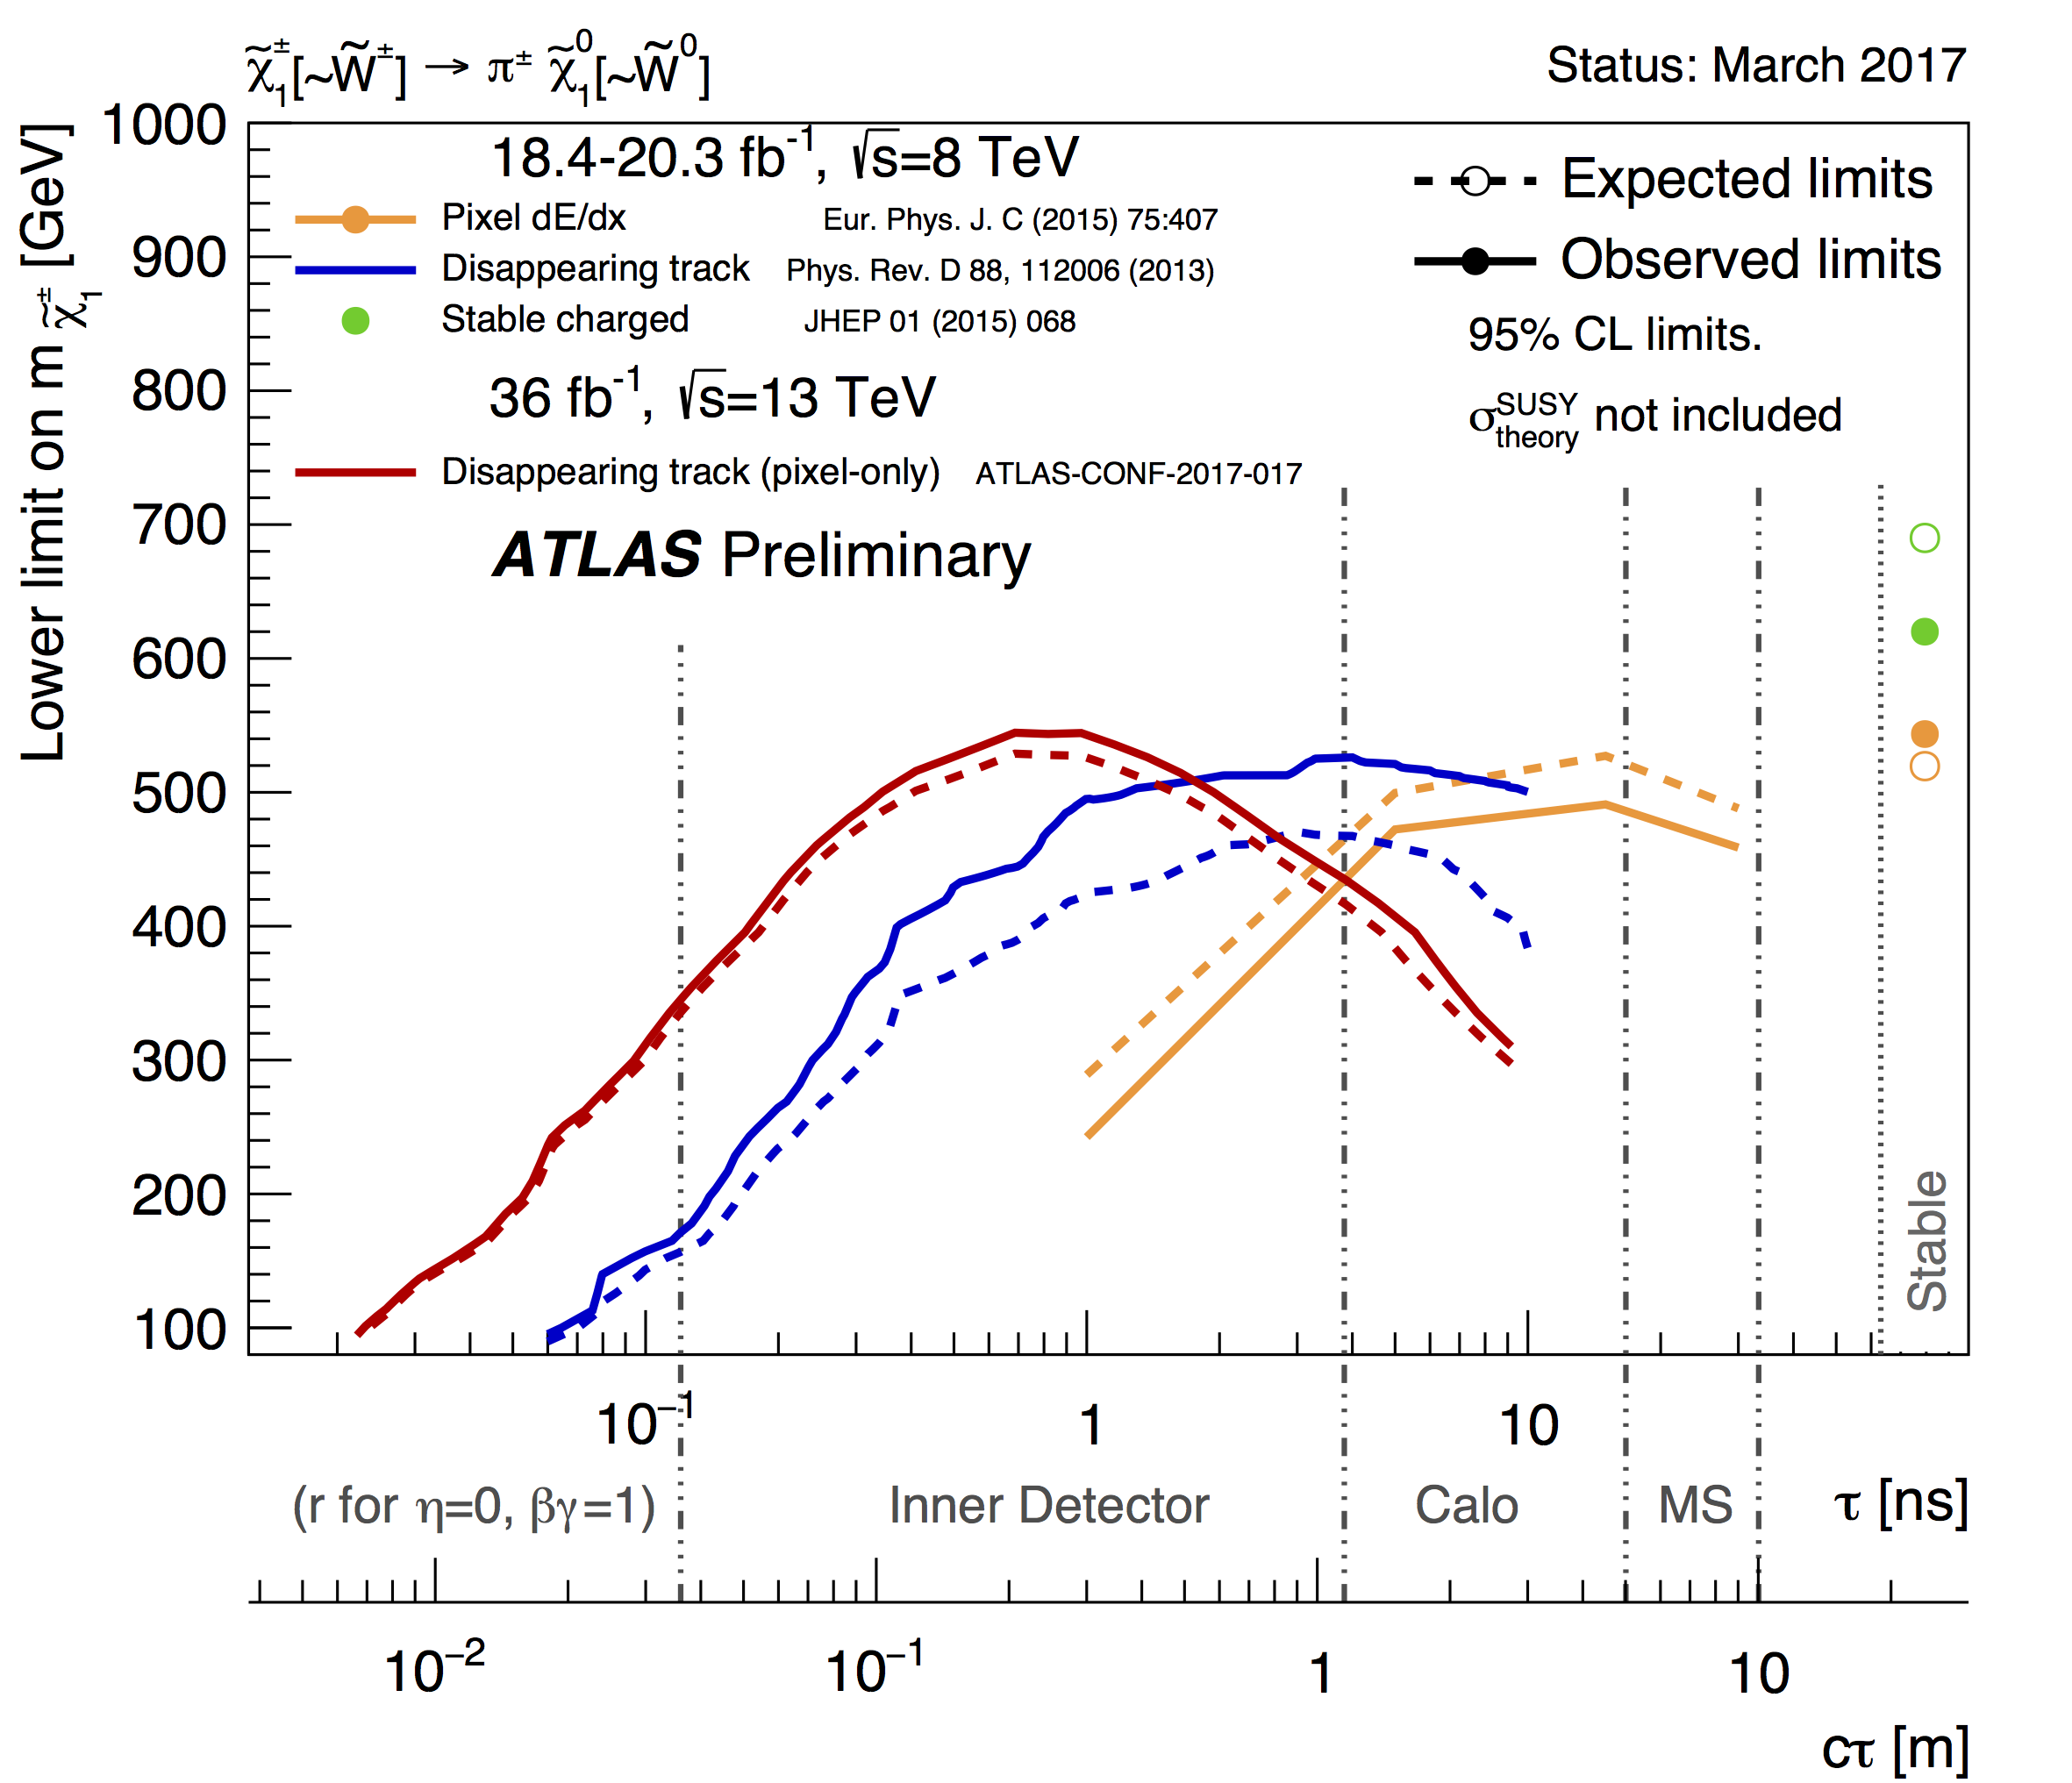 χ̃₁±[~W̃±] → π± χ̃₁⁰[~W̃⁰]
Status: March 2017
Lower limit on m χ̃₁± [GeV]
1000
900
800
700
600
500
400
300
200
100
18.4-20.3 fb⁻¹, √s=8 TeV
Pixel dE/dx Eur. Phys. J. C (2015) 75:407
Disappearing track Phys. Rev. D 88, 112006 (2013)
Stable charged JHEP 01 (2015) 068
36 fb⁻¹, √s=13 TeV
Disappearing track (pixel-only) ATLAS-CONF-2017-017
ATLAS Preliminary
Expected limits
Observed limits
95% CL limits.
σ SUSY theory not included
Stable
10⁻¹ 1 10
(r for η=0, βγ=1) Inner Detector Calo MS τ [ns]
10⁻² 10⁻¹ 1 10
cτ [m]